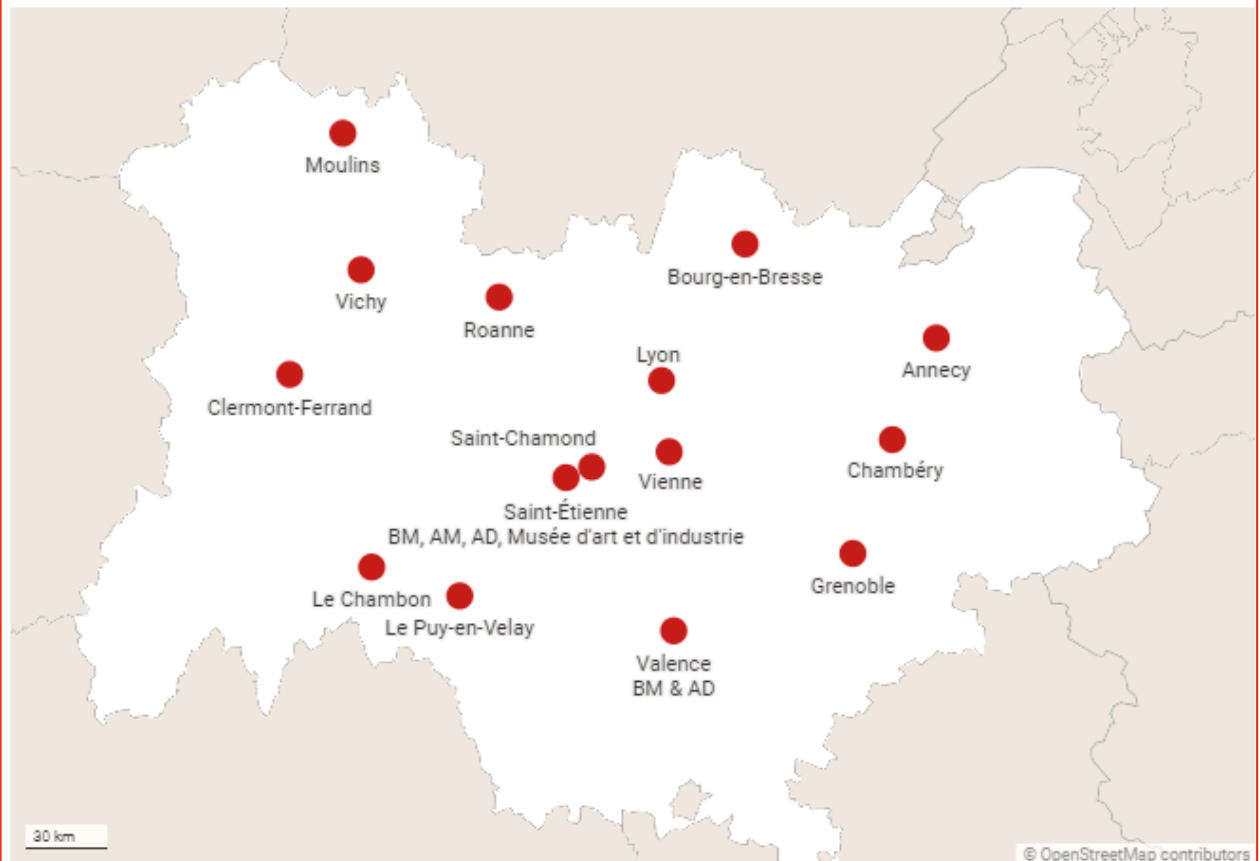 Moulins
Bourg-en-Bresse
Vichy
Roanne
Lyon
Annecy
Clermont-Ferrand
Saint-Chamond
Chambéry
Vienne
Saint-Étienne
BM, AM, AD, Musée d'art et d'industrie
Grenoble
Le Chambon
Le Puy-en-Velay
Valence
BM & AD
30 km
© OpenStreetMap contributors